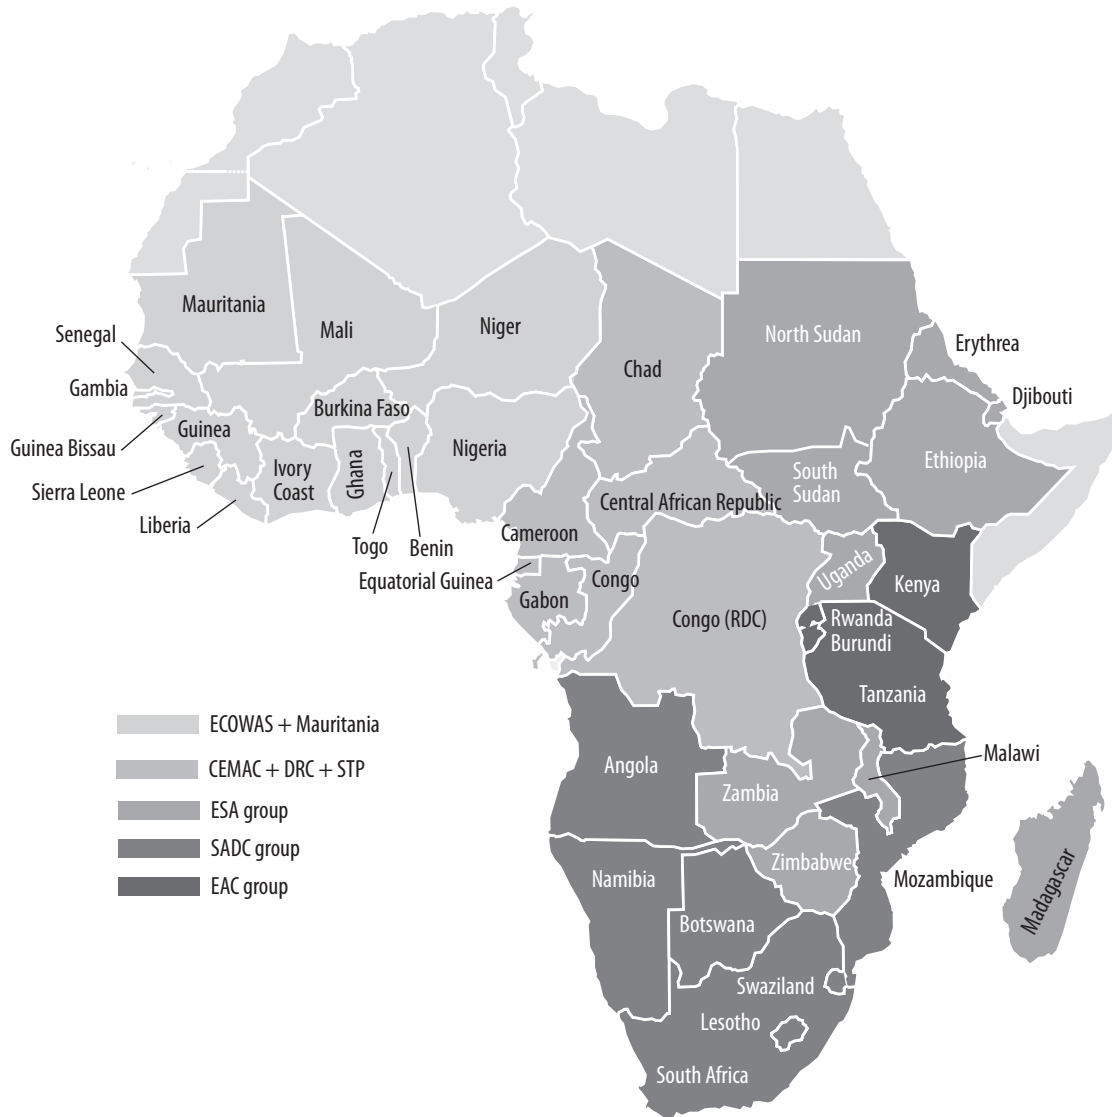 Mauritania
Mali
Niger
Chad
North Sudan
Erythrea
Djibouti
Senegal
Gambia
Guinea Bissau
Guinea
Sierra Leone
Liberia
Ivory
Coast
Burkina Faso
Ghana
Togo
Benin
Nigeria
Cameroon
Equatorial Guinea
Central African Republic
South
Sudan
Ethiopia
Gabon
Congo
Congo (RDC)
Uganda
Kenya
Rwanda
Burundi
Tanzania
Angola
Zambia
Malawi
Zimbabwe
Mozambique
Madagascar
Namibia
Botswana
Swaziland
Lesotho
South Africa
ECOWAS + Mauritania
CEMAC + DRC + STP
ESA group
SADC group
EAC group